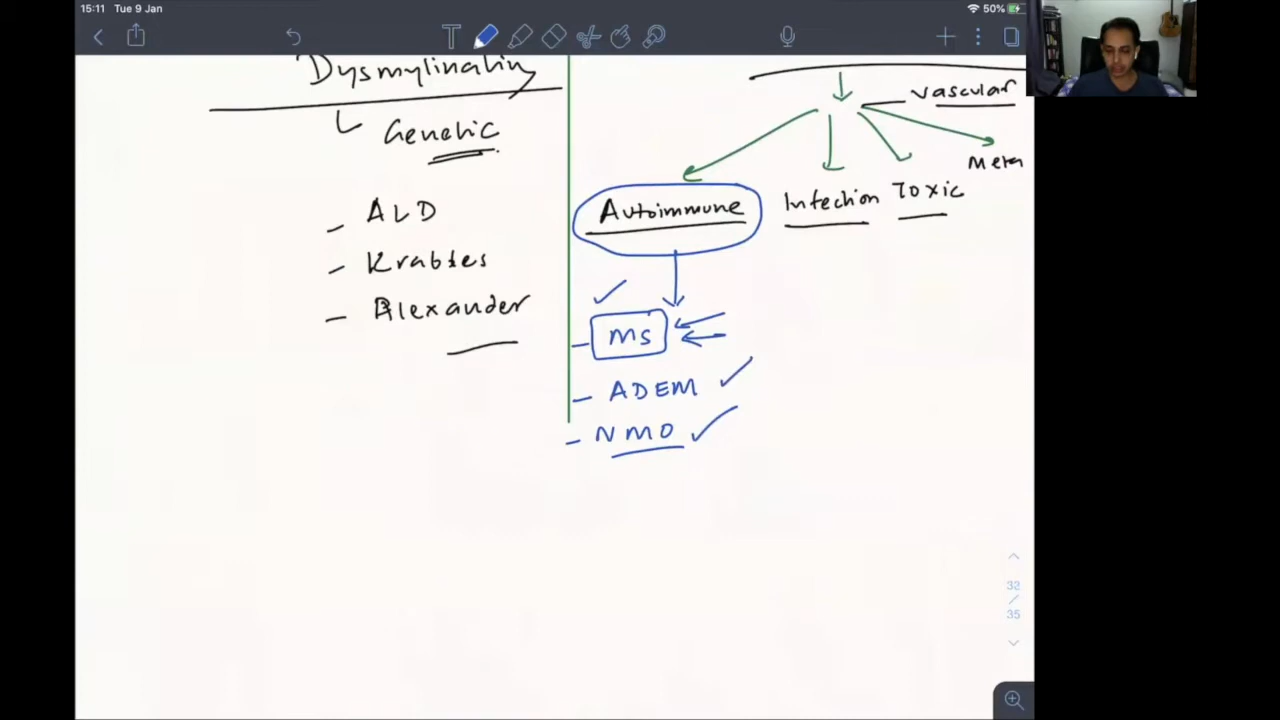 15:11 Tue 9 Jan
50%
Dysmylinating
Genetic
- ALD
- Krabbes
- Alexander
vascular
Meta
Autoimmune
Infection
Toxic
- MS
- ADEM
- NMO
32
/
35